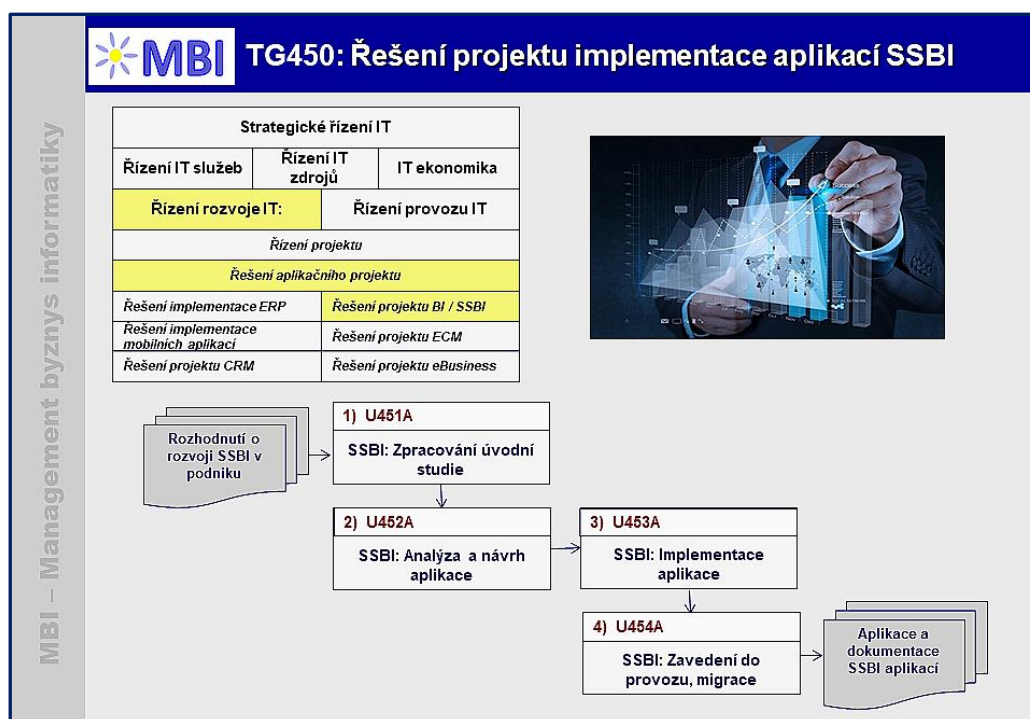 MBI
TG450: Řešení projektu implementace aplikací SSBI
MBI – Management byznys informatiky
Strategické řízení IT
Řízení IT služeb
Řízení IT
zdrojů
IT ekonomika
Řízení rozvoje IT:
Řízení provozu IT
Řízení projektu
Řešení aplikačního projektu
Řešení implementace ERP
Řešení projektu BI / SSBI
Řešení implementace
mobilních aplikací
Řešení projektu ECM
Řešení projektu CRM
Řešení projektu eBusiness
Success
SOCIAL NETWORK
Rozhodnutí o
rozvoji SSBI v
podniku
1) U451A
SSBI: Zpracování úvodní
studie
2) U452A
SSBI: Analýza a návrh
aplikace
3) U453A
SSBI: Implementace
aplikace
4) U454A
SSBI: Zavedení do
provozu, migrace
Aplikace a
dokumentace
SSBI aplikací